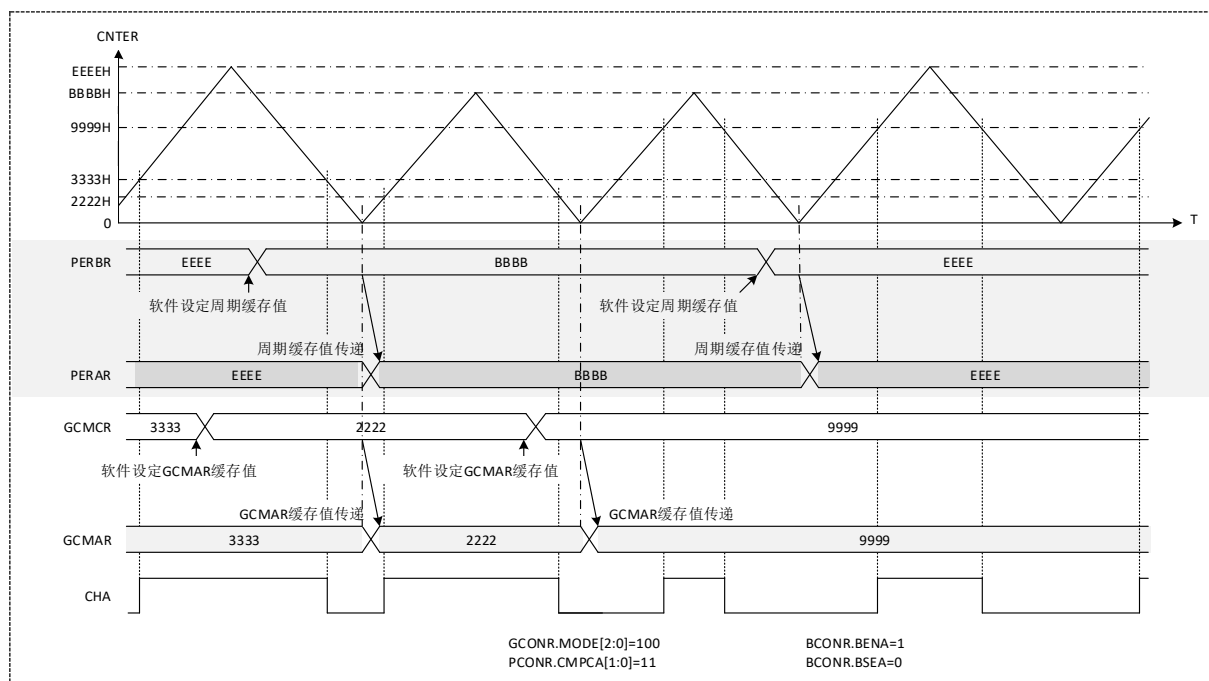 CNTER
EEEEH
BBBBH
9999H
3333H
2222H
0
T
PERBR
EEEE
BBBB
EEEE
软件设定周期缓存值
软件设定周期缓存值
周期缓存值传递
周期缓存值传递
PERAR
EEEE
BBBB
EEEE
GCMCR
3333
2222
9999
软件设定GCMAR缓存值
软件设定GCMAR缓存值
GCMAR缓存值传递
GCMAR缓存值传递
GCMAR
3333
2222
9999
CHA
GCONR.MODE[2:0]=100
BCONR.BENA=1
PCONR.CMPCA[1:0]=11
BCONR.BSEA=0